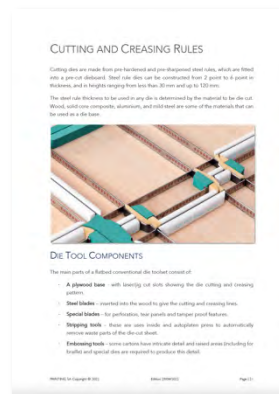 CUTTING AND CREASING RULES
Cutting dies are made from pre-hardened and pre-sharpened steel rules, which are fitted
into a pre-cut dieboard. Steel rule dies can be constructed from 2 point to 6 point in
thickness, and in heights ranging from less than 20 mm and up to 120 mm.
The steel rule thickness to be used in any die is determined by the material to be die cut.
Wood, solid-core composite, aluminium, and mild steel are some of the materials that can
be used as a die base.
DIE TOOL COMPONENTS
The main parts of a flatbed conventional die toolset consist of:
A plywood base – with laser/jig cut slots showing the die cutting and creasing
pattern.
Steel blades – inserted into the wood to give the cutting and creasing lines.
Special blades – for perforation, tear panels and tamper proof features.
Stripping tools – these are used inside and autoplaten press to automatically
remove waste parts of the die-cut sheet.
Embossing tools – some cartons have intricate detail and raised areas (including for
braille) and special dies are required to produce this detail.
Copyright © 2021
Page | 1